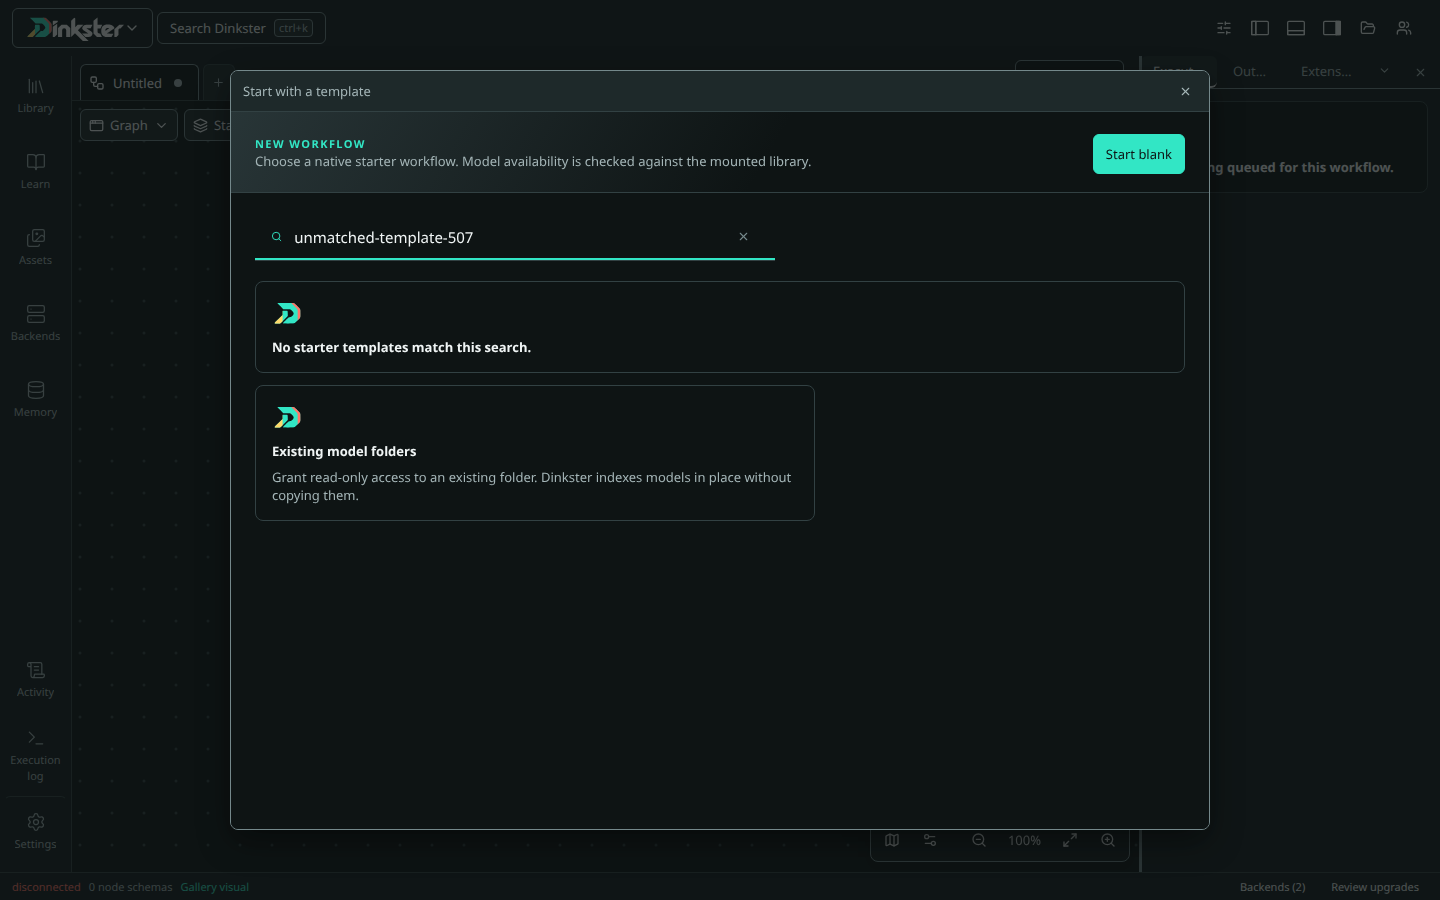 Dinkster
Search Dinkster ctrl+k
Library
Learn
Assets
Backends
Memory
Activity
Execution
log
Settings
Untitled
Graph
Start with a template
NEW WORKFLOW
Choose a native starter workflow. Model availability is checked against the mounted library.
Start blank
unmatched-template-507
No starter templates match this search.
Existing model folders
Grant read-only access to an existing folder. Dinkster indexes models in place without
copying them.
Out...
Extens...
queued for this workflow.
100%
disconnected 0 node schemas Gallery visual
Backends (2) Review upgrades